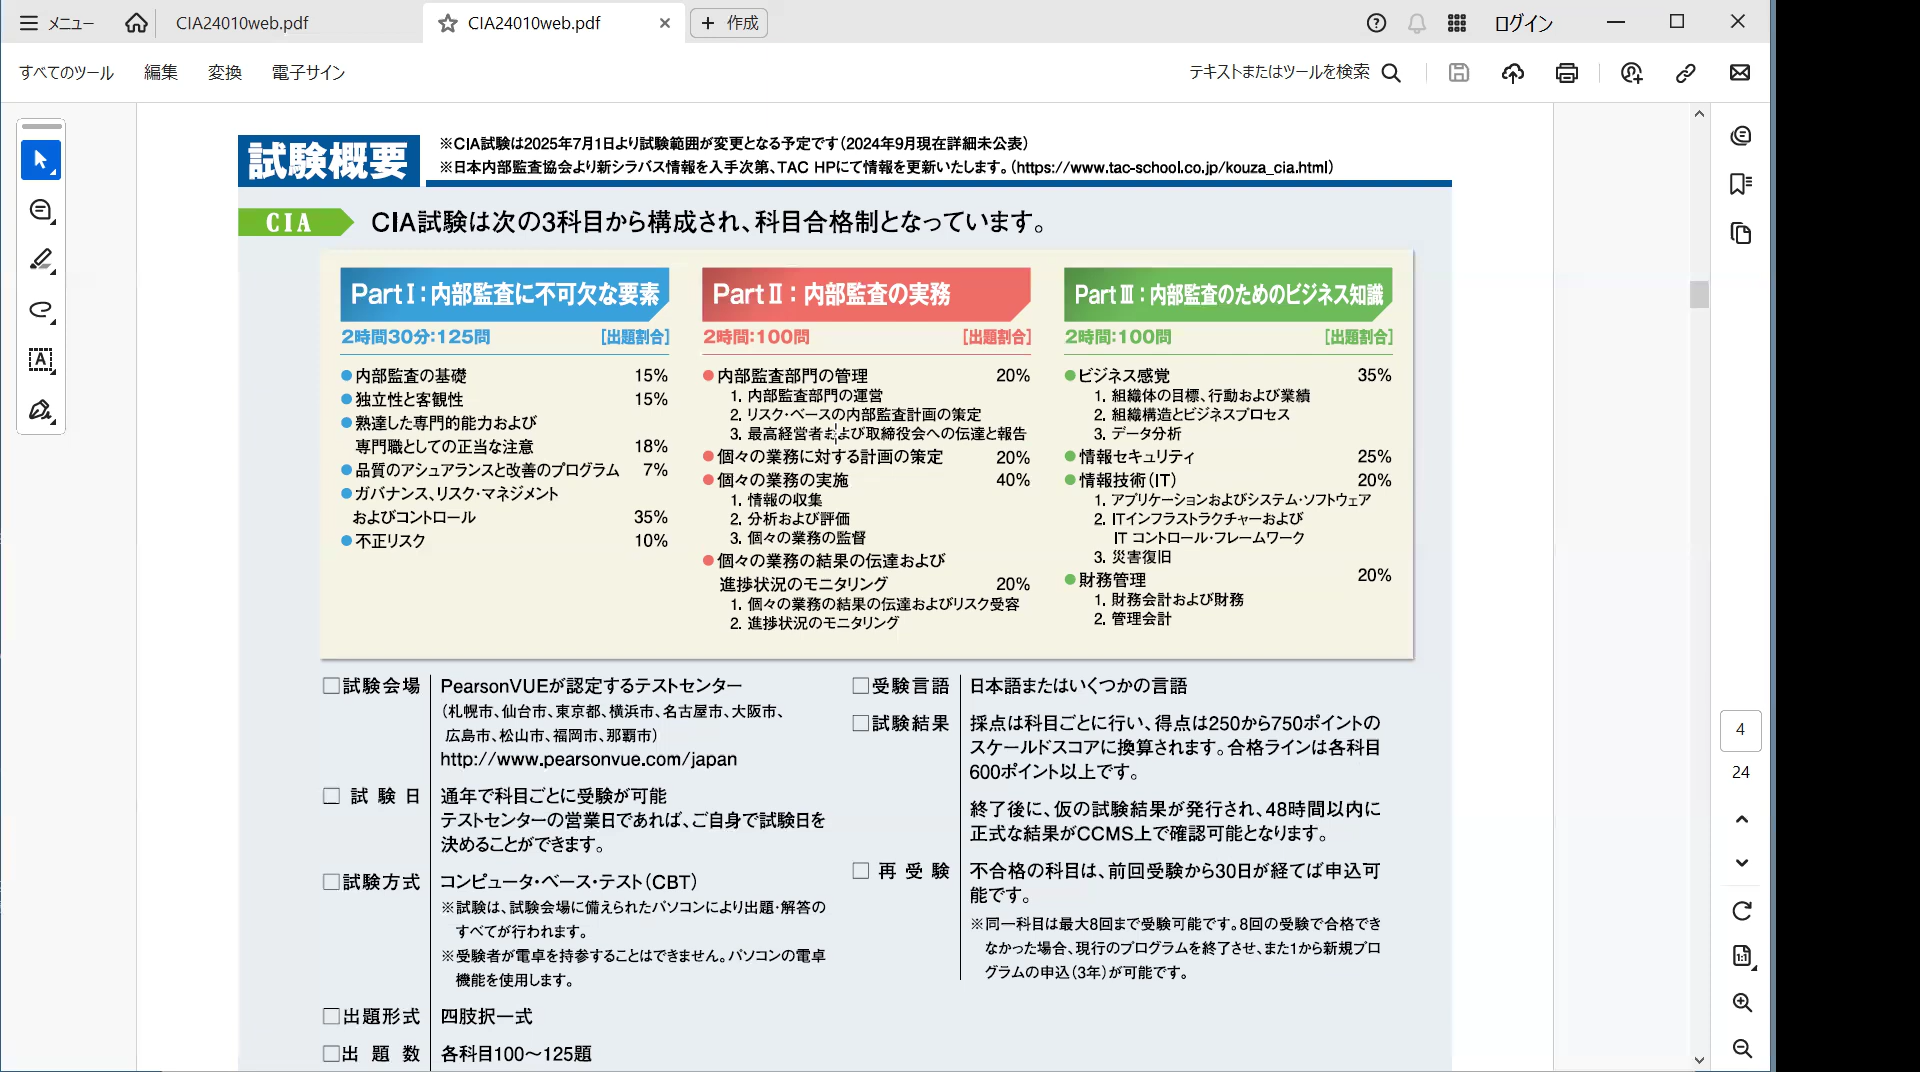 メニュー
CIA24010web.pdf
CIA24010web.pdf
作成
ログイン
すべてのツール
編集
変換
電子サイン
テキストまたはツールを検索
試験概要
※CIA試験は2025年7月1日より試験範囲が変更となる予定です(2024年9月現在詳細未公表)
※日本内部監査協会より新シラバス情報を入手次第、TAC HPにて情報を更新いたします。(https://www.tac-school.co.jp/kouza_cia.html)
CIA
CIA試験は次の3科目から構成され、科目合格制となっています。
Part Ⅰ:内部監査に不可欠な要素
2時間30分:125問 [出題割合]
●内部監査の基礎 15%
●独立性と客観性 15%
●熟達した専門的能力および
専門職としての正当な注意 18%
●品質のアシュアランスと改善のプログラム 7%
●ガバナンス、リスク・マネジメント
およびコントロール 35%
●不正リスク 10%
Part Ⅱ:内部監査の実務
2時間:100問 [出題割合]
●内部監査部門の管理 20%
1. 内部監査部門の運営
2. リスク・ベースの内部監査計画の策定
3. 最高経営者および取締役会への伝達と報告
●個々の業務に対する計画の策定 20%
●個々の業務の実施 40%
1. 情報の収集
2. 分析および評価
3. 個々の業務の監督
●個々の業務の結果の伝達および
進捗状況のモニタリング 20%
1. 個々の業務の結果の伝達およびリスク受容
2. 進捗状況のモニタリング
Part Ⅲ:内部監査のためのビジネス知識
2時間:100問 [出題割合]
●ビジネス感覚 35%
1. 組織体の目標、行動および業績
2. 組織構造とビジネスプロセス
3. データ分析
●情報セキュリティ 25%
●情報技術(IT) 20%
1. アプリケーションおよびシステム・ソフトウェア
2. ITインフラストラクチャーおよび
IT コントロール・フレームワーク
3. 災害復旧
●財務管理 20%
1. 財務会計および財務
2. 管理会計
□試験会場
PearsonVUEが認定するテストセンター
(札幌市、仙台市、東京都、横浜市、名古屋市、大阪市、
広島市、松山市、福岡市、那覇市)
http://www.pearsonvue.com/japan
□試験日
通年で科目ごとに受験が可能
テストセンターの営業日であれば、ご自身で試験日を
決めることができます。
□試験方式
コンピュータ・ベース・テスト(CBT)
※試験は、試験会場に備えられたパソコンにより出題・解答の
すべてが行われます。
※受験者が電卓を持参することはできません。パソコンの電卓
機能を使用します。
□出題形式
四肢択一式
□出題数
各科目100〜125題
□受験言語
日本語またはいくつかの言語
□試験結果
採点は科目ごとに行い、得点は250から750ポイントの
スケールドスコアに換算されます。合格ラインは各科目
600ポイント以上です。
終了後に、仮の試験結果が発行され、48時間以内に
正式な結果がCCMS上で確認可能となります。
□再受験
不合格の科目は、前回受験から30日が経てば申込可
能です。
※同一科目は最大8回まで受験可能です。8回の受験で合格でき
なかった場合、現行のプログラムを終了させ、また1から新規プロ
グラムの申込(3年)が可能です。
4
24